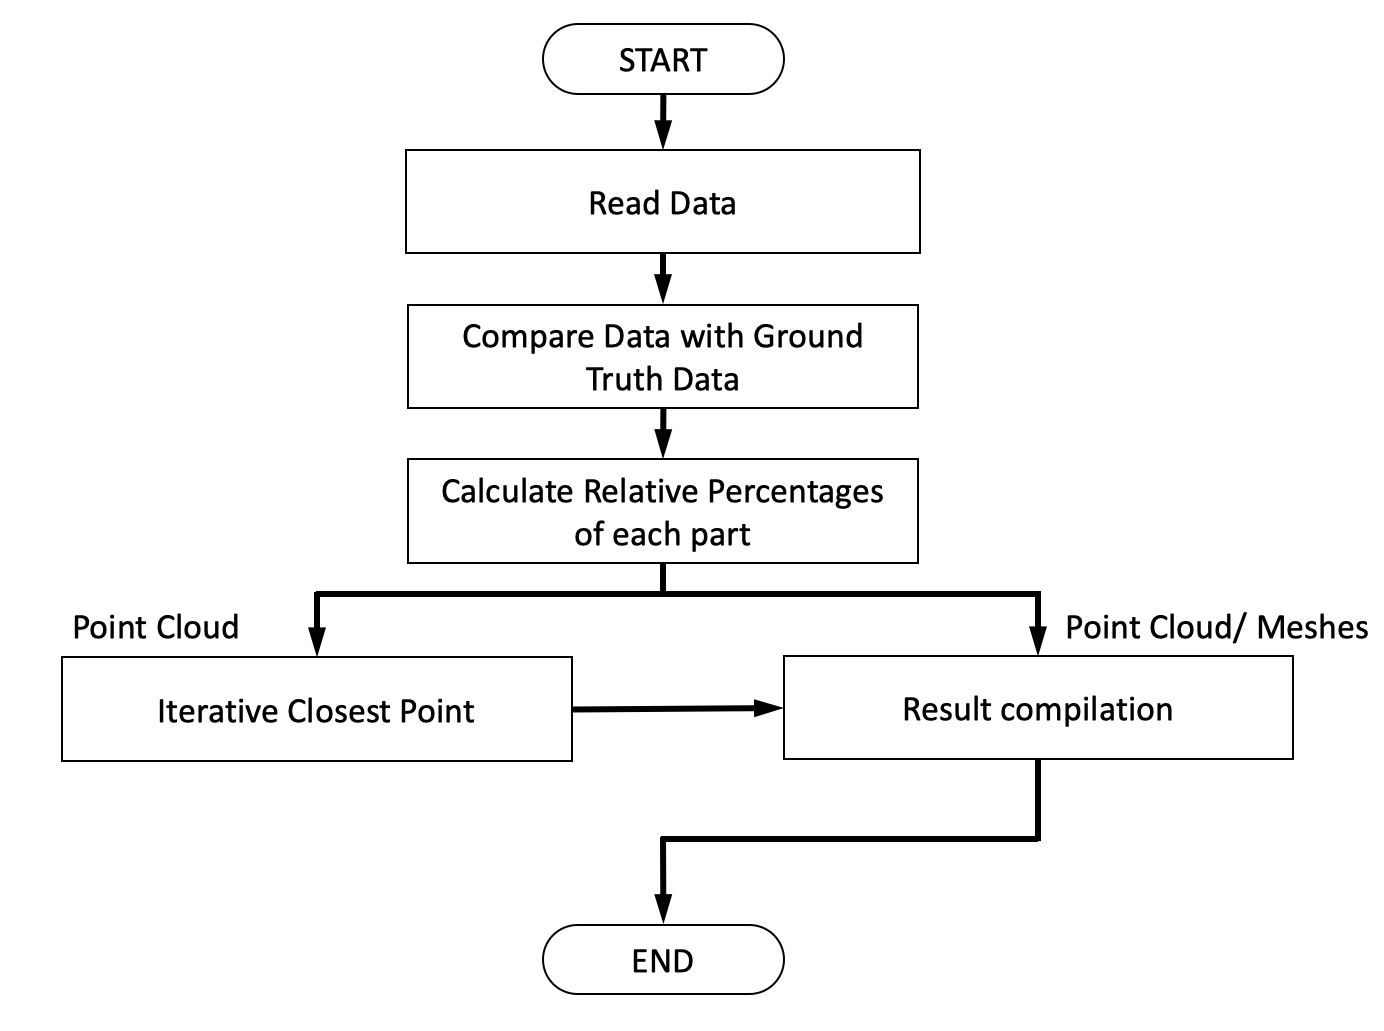 START
Read Data
Compare Data with Ground
Truth Data
Calculate Relative Percentages
of each part
Point Cloud
Point Cloud/ Meshes
Iterative Closest Point
Result compilation
END